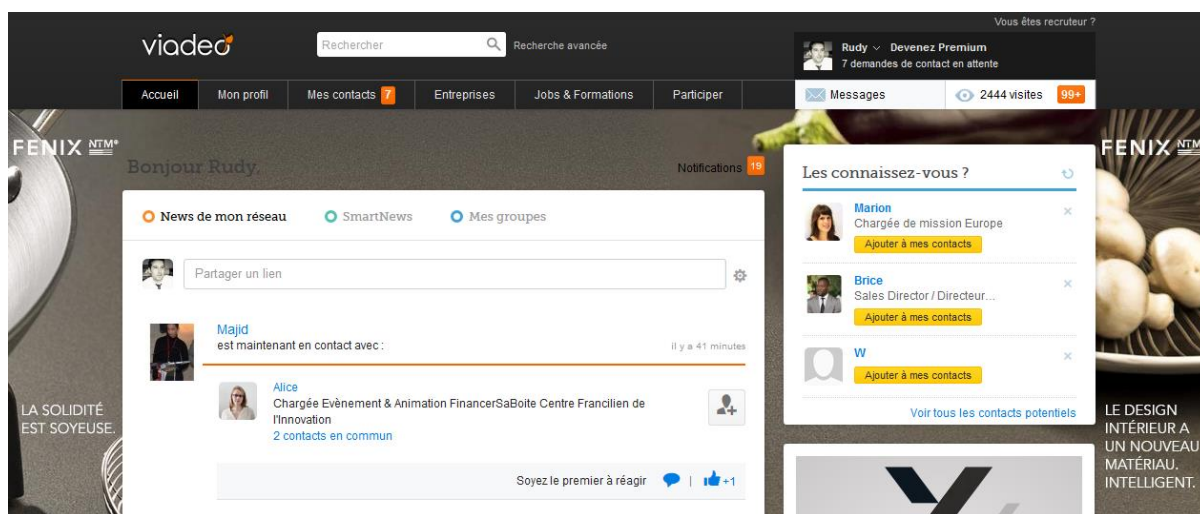 Vous êtes recruteur ?
viadeo
Rechercher
Recherche avancée
Rudy Devenez Premium
7 demandes de contact en attente
Accueil Mon profil Mes contacts 7 Entreprises Jobs & Formations Participer
Messages 2444 visites 99+
FENIX NTM®
Bonjour Rudy,
Notifications 19
News de mon réseau SmartNews Mes groupes
Partager un lien
Majid
est maintenant en contact avec :
il y a 41 minutes
Alice
Chargée Evènement & Animation FinancerSaBoite Centre Francilien de
l'Innovation
2 contacts en commun
Soyez le premier à réagir | +1
Les connaissez-vous ?
Marion
Chargée de mission Europe
Ajouter à mes contacts
Brice
Sales Director / Directeur...
Ajouter à mes contacts
W
Ajouter à mes contacts
Voir tous les contacts potentiels
LA SOLIDITÉ
EST SOYEUSE.
FENIX NTM
LE DESIGN
INTÉRIEUR A
UN NOUVEAU
MATÉRIAU.
INTELLIGENT.